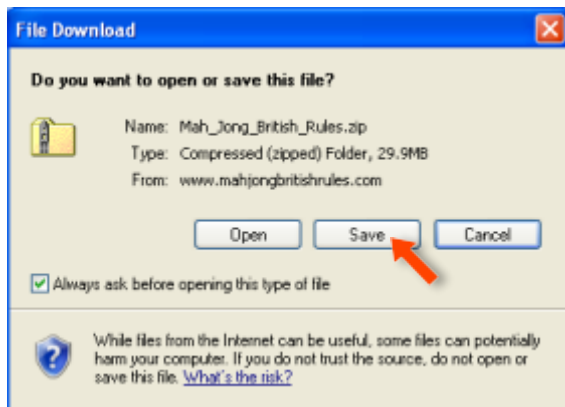 File Download
Do you want to open or save this file?
Name: Mah_Jong_British_Rules.zip
Type: Compressed (zipped) Folder, 29.9MB
From: www.mahjongbritishrules.com
Open Save Cancel
Always ask before opening this type of file
While files from the Internet can be useful, some files can potentially
harm your computer. If you do not trust the source, do not open or
save this file. What's the risk?